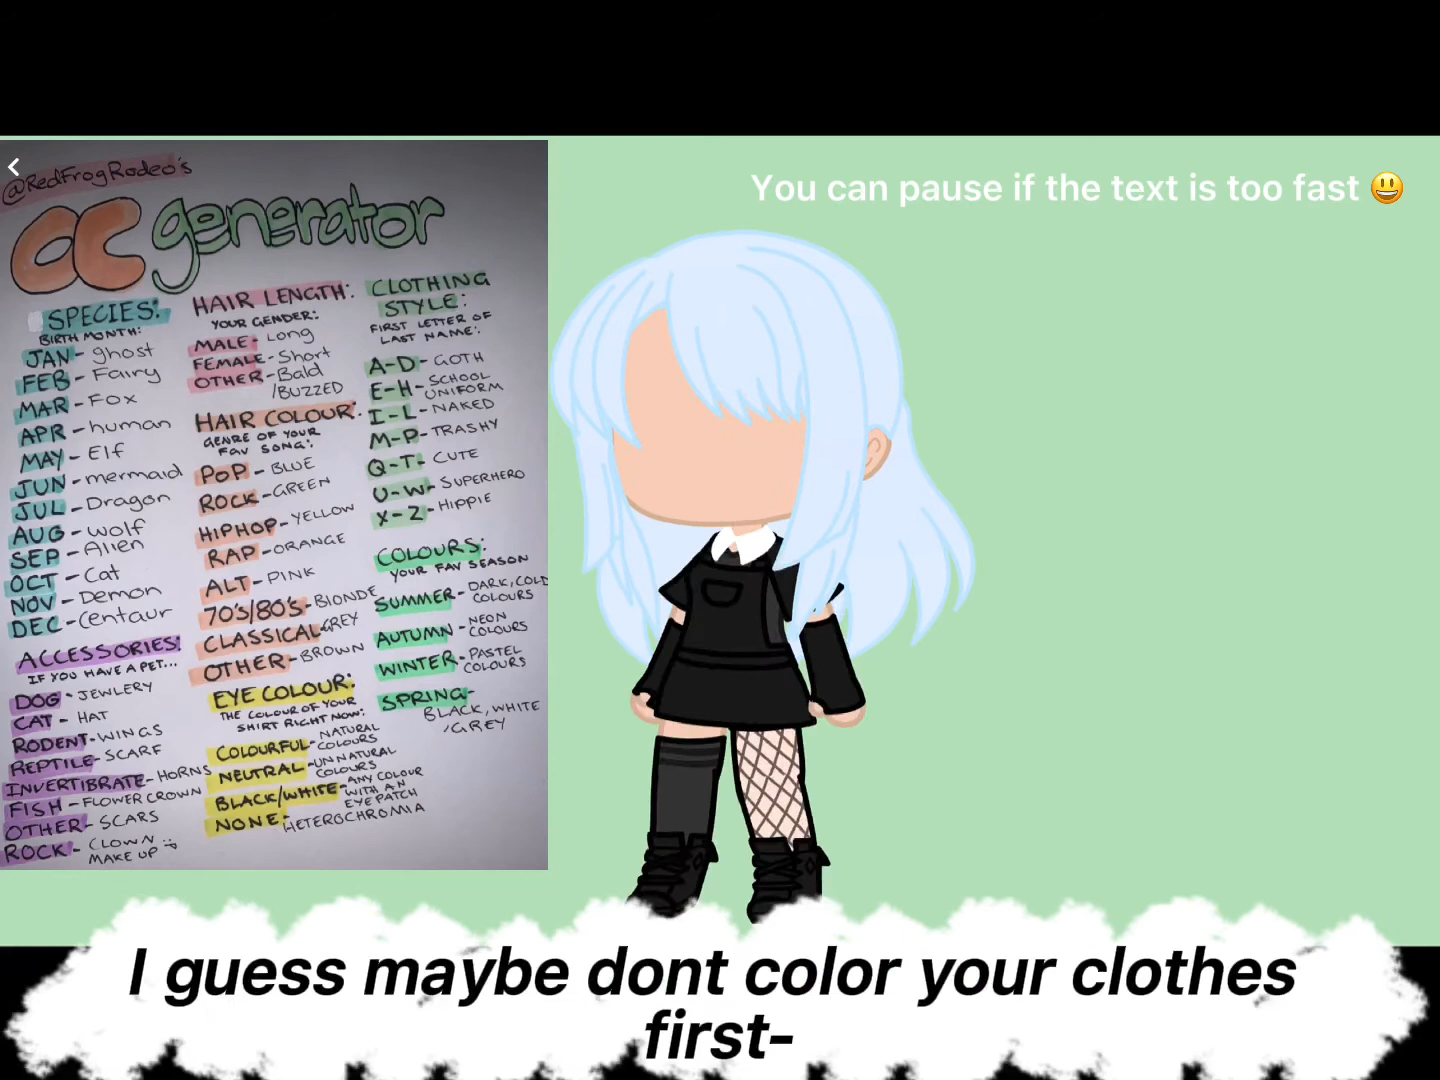 @RedFrogRodeo's
OC generator
SPECIES:
BIRTH MONTH:
JAN - ghost
FEB - Fairy
MAR - Fox
APR - human
MAY - Elf
JUN - mermaid
JUL - Dragon
AUG - wolf
SEP - Alien
OCT - Cat
NOV - Demon
DEC - Centaur
ACCESSORIES:
IF YOU HAVE A PET...
DOG - JEWLERY
CAT - HAT
RODENT - WINGS
REPTILE - SCARF
INVERTIBRATE - HORNS
FISH - FLOWER CROWN
OTHER - SCARS
ROCK - CLOWN
MAKE UP
HAIR LENGTH:
YOUR GENDER:
MALE - Long
FEMALE - Short
OTHER - Bald
/BUZZED
HAIR COLOUR:
GENRE OF YOUR
FAV SONG:
POP - BLUE
ROCK - GREEN
HIPHOP - YELLOW
RAP - ORANGE
ALT - PINK
70's/80's - BLONDE
CLASSICAL - GREY
OTHER - BROWN
EYE COLOUR:
THE COLOUR OF YOUR
SHIRT RIGHT NOW:
COLOURFUL - NATURAL
COLOURS
NEUTRAL - UNNATURAL
COLOURS
BLACK/WHITE - ANY COLOUR
WITH AN
EYEPATCH
NONE: HETEROCHROMIA
CLOTHING
STYLE:
FIRST LETTER OF
LAST NAME:
A-D - GOTH
E-H - SCHOOL
UNIFORM
I-L - NAKED
M-P - TRASHY
Q-T - CUTE
U-W - SUPERHERO
X-Z - HIPPIE
COLOURS:
YOUR FAV SEASON
SUMMER - DARK, COLD
COLOURS
AUTUMN - NEON
COLOURS
WINTER - PASTEL
COLOURS
SPRING -
BLACK, WHITE
/GREY
You can pause if the text is too fast 😃
I guess maybe dont color your clothes
first-